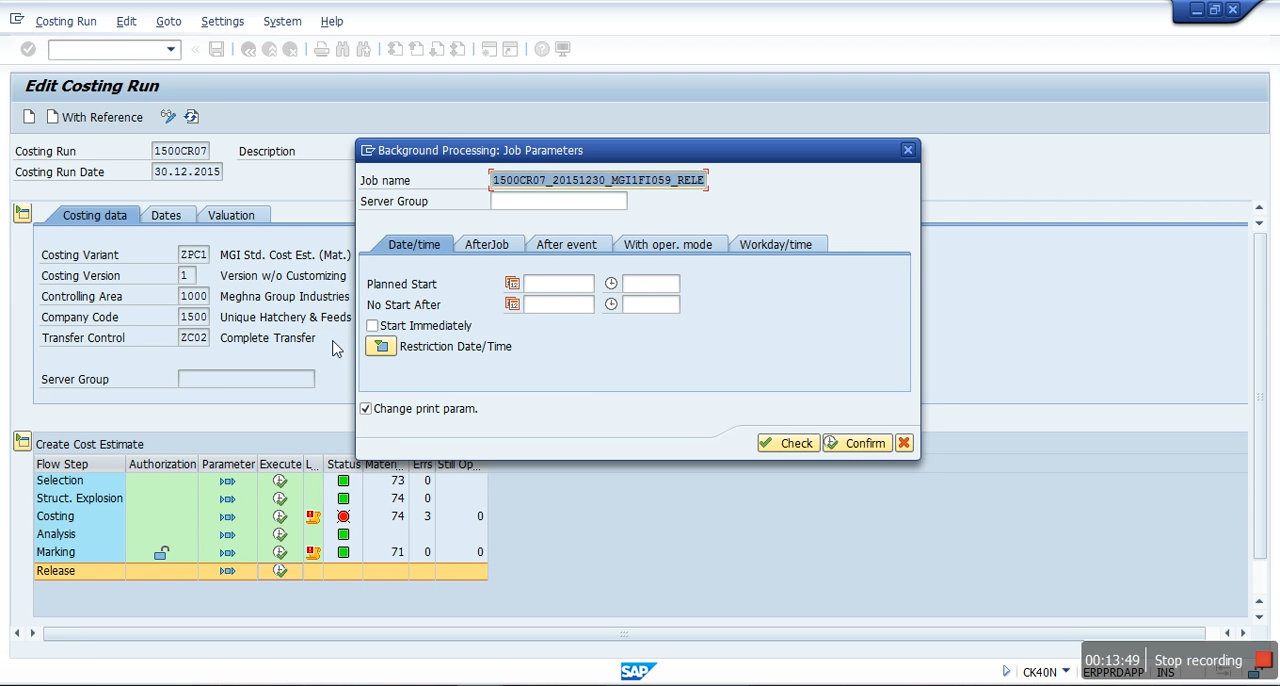 Costing Run Edit Goto Settings System Help
Edit Costing Run
With Reference
Costing Run 1500CR07 Description
Costing Run Date 30.12.2015
Costing data Dates Valuation
Costing Variant ZPC1 MGI Std. Cost Est. (Mat.)
Costing Version 1 Version w/o Customizing
Controlling Area 1000 Meghna Group Industries
Company Code 1500 Unique Hatchery & Feeds
Transfer Control ZC02 Complete Transfer
Server Group
Background Processing: Job Parameters
Job name 1500CR07_20151230_MGI1FI059_RELE
Server Group
Date/time AfterJob After event With oper. mode Workday/time
Planned Start
No Start After
Start Immediately
Restriction Date/Time
Change print param.
Check Confirm
Create Cost Estimate
Flow Step Authorization Parameter Execute L... Status Materi... Errs Still Op...
Selection 73 0
Struct. Explosion 74 0
Costing 74 3 0
Analysis
Marking 71 0 0
Release
SAP CK40N ERPPRDAPP INS
00:13:49 Stop recording